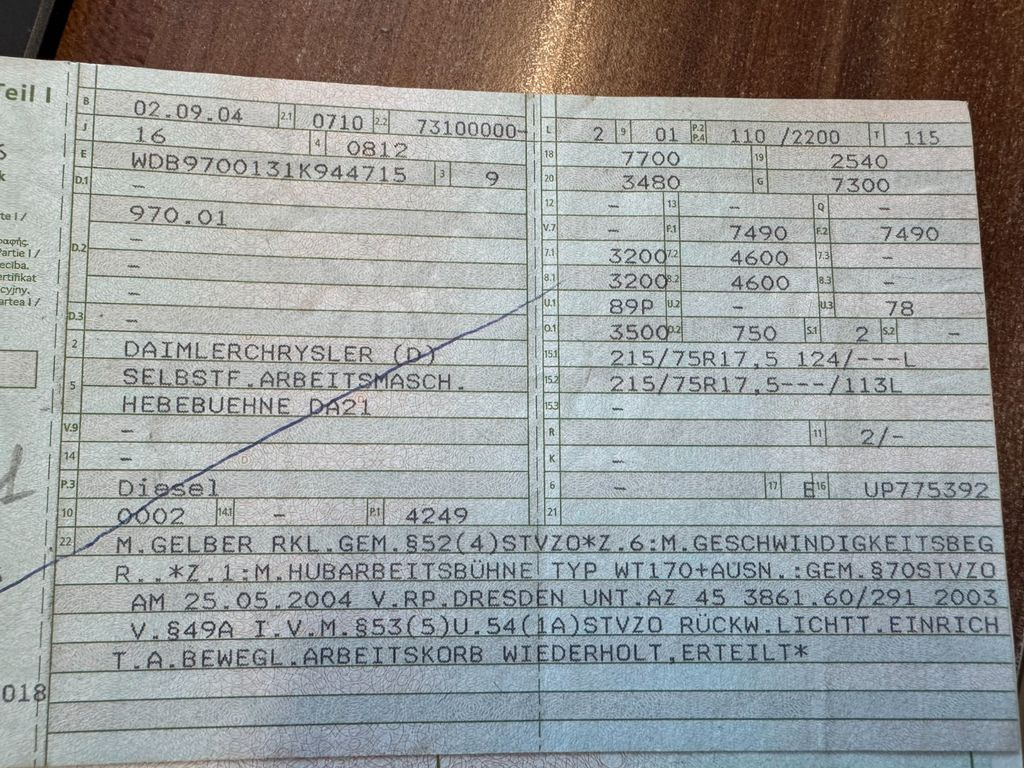 Teil I
B 02.09.04 2.1 0710 2.2 73100000-
J 16 4 0812
E WDB9700131K944715 3 9
D.1 –
970.01
D.2 –
–
–
D.3 –
2 DAIMLERCHRYSLER (D)
5 SELBSTF.ARBEITSMASCH.
HEBEBUEHNE DA21
V.9 –
14 –
P.3 Diesel
10 0002 14.1 – P.1 4249
L 2 9 01 P.2 P.4 110 /2200 T 115
18 7700 19 2540
20 3480 G 7300
12 – 13 – Q –
V.7 – F.1 7490 F.2 7490
7.1 3200 7.2 4600 7.3 –
8.1 3200 8.2 4600 8.3 –
U.1 89P U.2 – U.3 78
O.1 3500 O.2 750 S.1 2 S.2 –
15.1 215/75R17,5 124/---L
15.2 215/75R17,5---/113L
15.3 –
R 11 2/-
K –
6 – 17 E 16 UP775392
21
22 M.GELBER RKL.GEM.§52(4)STVZO*Z.6:M.GESCHWINDIGKEITSBEG
R..*Z.1:M.HUBARBEITSBÜHNE TYP WT170+AUSN.:GEM.§70STVZO
AM 25.05.2004 V.RP.DRESDEN UNT.AZ 45 3861.60/291 2003
V.§49A I.V.M.§53(5)U.54(1A)STVZO RÜCKW.LICHTT.EINRICH
T.A.BEWEGL.ARBEITSKORB WIEDERHOLT,ERTEILT*
te I /
Partie I /
ertifikat
artea I /
1
018